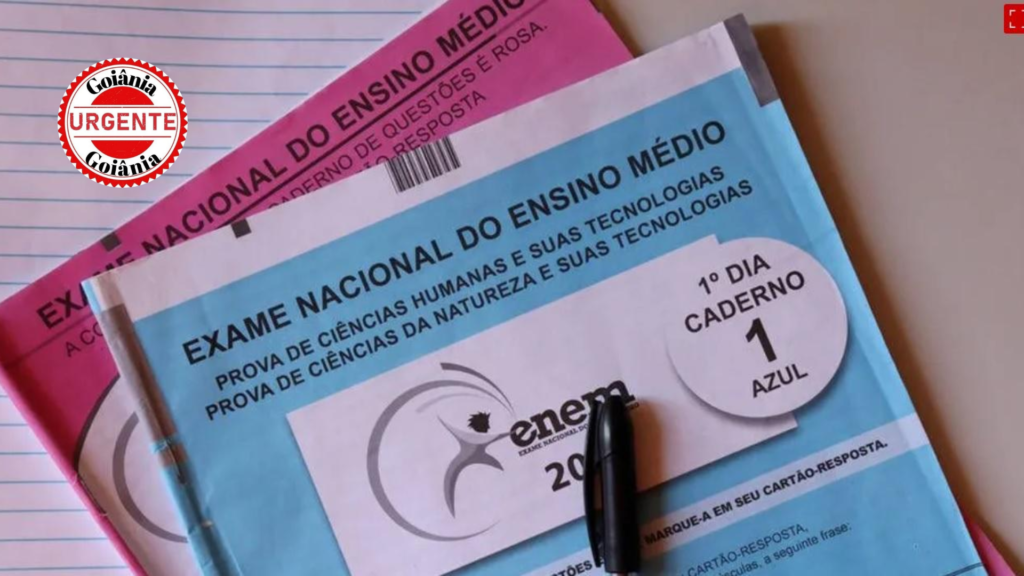 Goiânia
URGENTE
Goiânia
EXAME NACIONAL DO ENSINO MÉDIO
CADERNO DE QUESTÕES É ROSA.
RESPOSTA
EXAME NACIONAL DO ENSINO MÉDIO
PROVA DE CIÊNCIAS HUMANAS E SUAS TECNOLOGIAS
PROVA DE CIÊNCIAS DA NATUREZA E SUAS TECNOLOGIAS
1º DIA
CADERNO
1
AZUL
enem
EXAME NACIONAL DO
20
MARQUE-A EM SEU CARTÃO-RESPOSTA.
CARTÃO-RESPOSTA,
a seguinte frase: